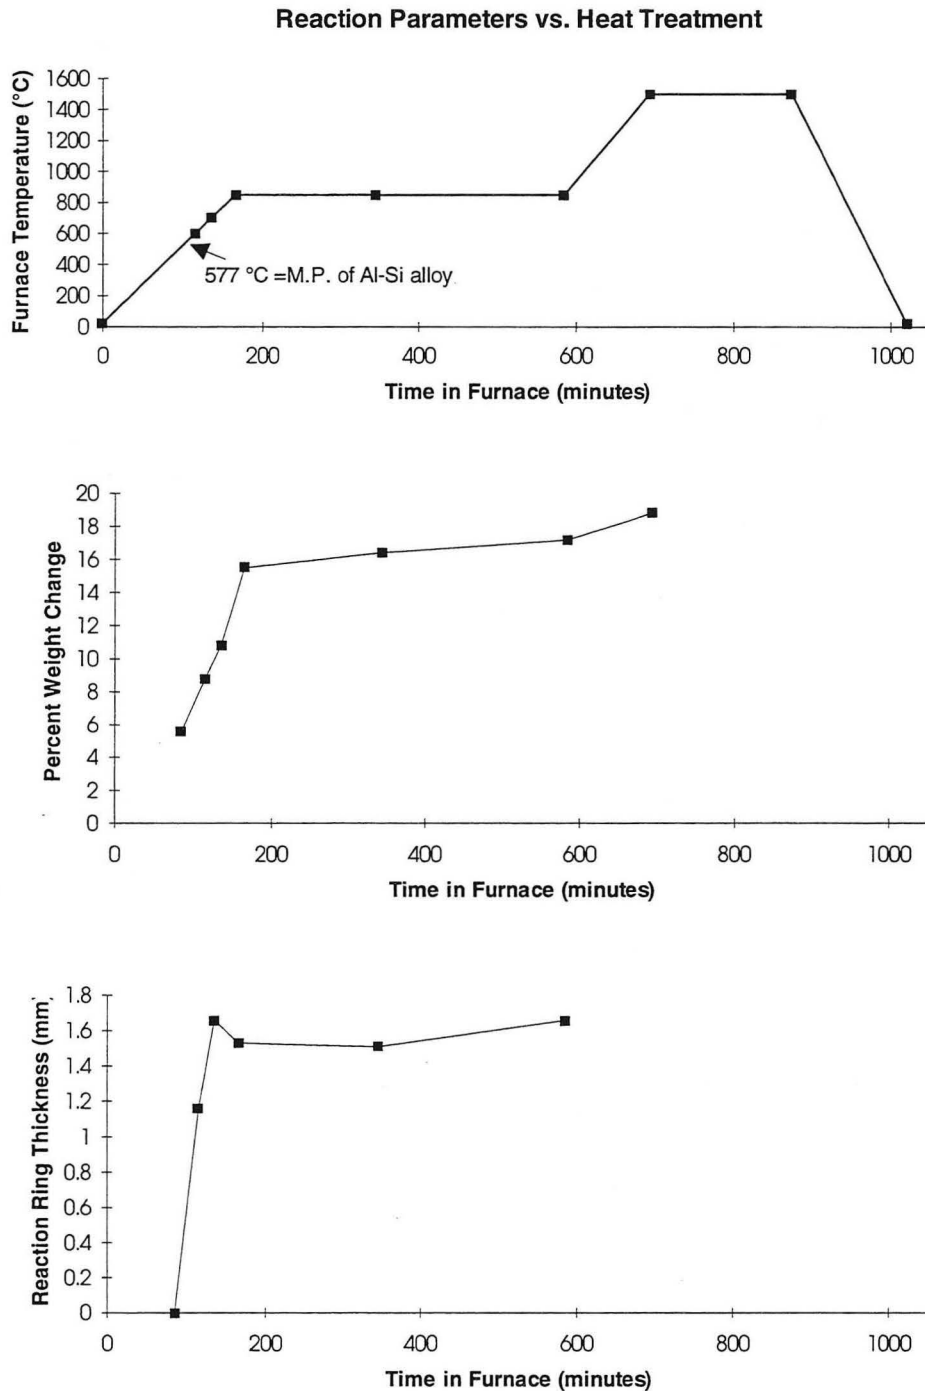 Reaction Parameters vs. Heat Treatment
1600
1400
1200
1000
800
600
400
200
0
Furnace Temperature (°C)
577 °C =M.P. of Al-Si alloy
0 200 400 600 800 1000
Time in Furnace (minutes)
20
18
16
14
12
10
8
6
4
2
0
Percent Weight Change
0 200 400 600 800 1000
Time in Furnace (minutes)
1.8
1.6
1.4
1.2
1
0.8
0.6
0.4
0.2
0
Reaction Ring Thickness (mm)
0 200 400 600 800 1000
Time in Furnace (minutes)